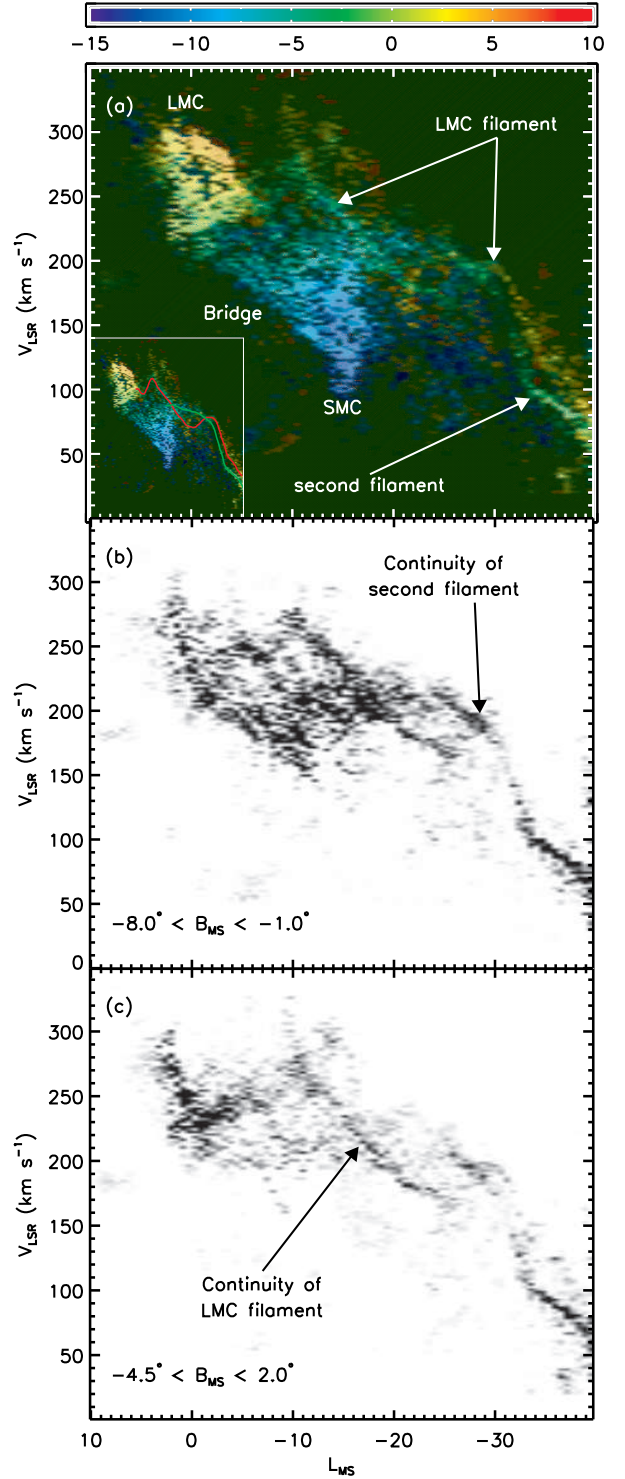 −15 −10 −5 0 5 10
(a)
LMC
LMC filament
300
250
200
150
100
50
V_LSR (km s⁻¹)
Bridge
SMC
second filament
(b)
Continuity of
second filament
300
250
200
150
100
50
0
V_LSR (km s⁻¹)
−8.0° < B_MS < −1.0°
(c)
300
250
200
150
100
50
V_LSR (km s⁻¹)
Continuity of
LMC filament
−4.5° < B_MS < 2.0°
10 0 −10 −20 −30
L_MS